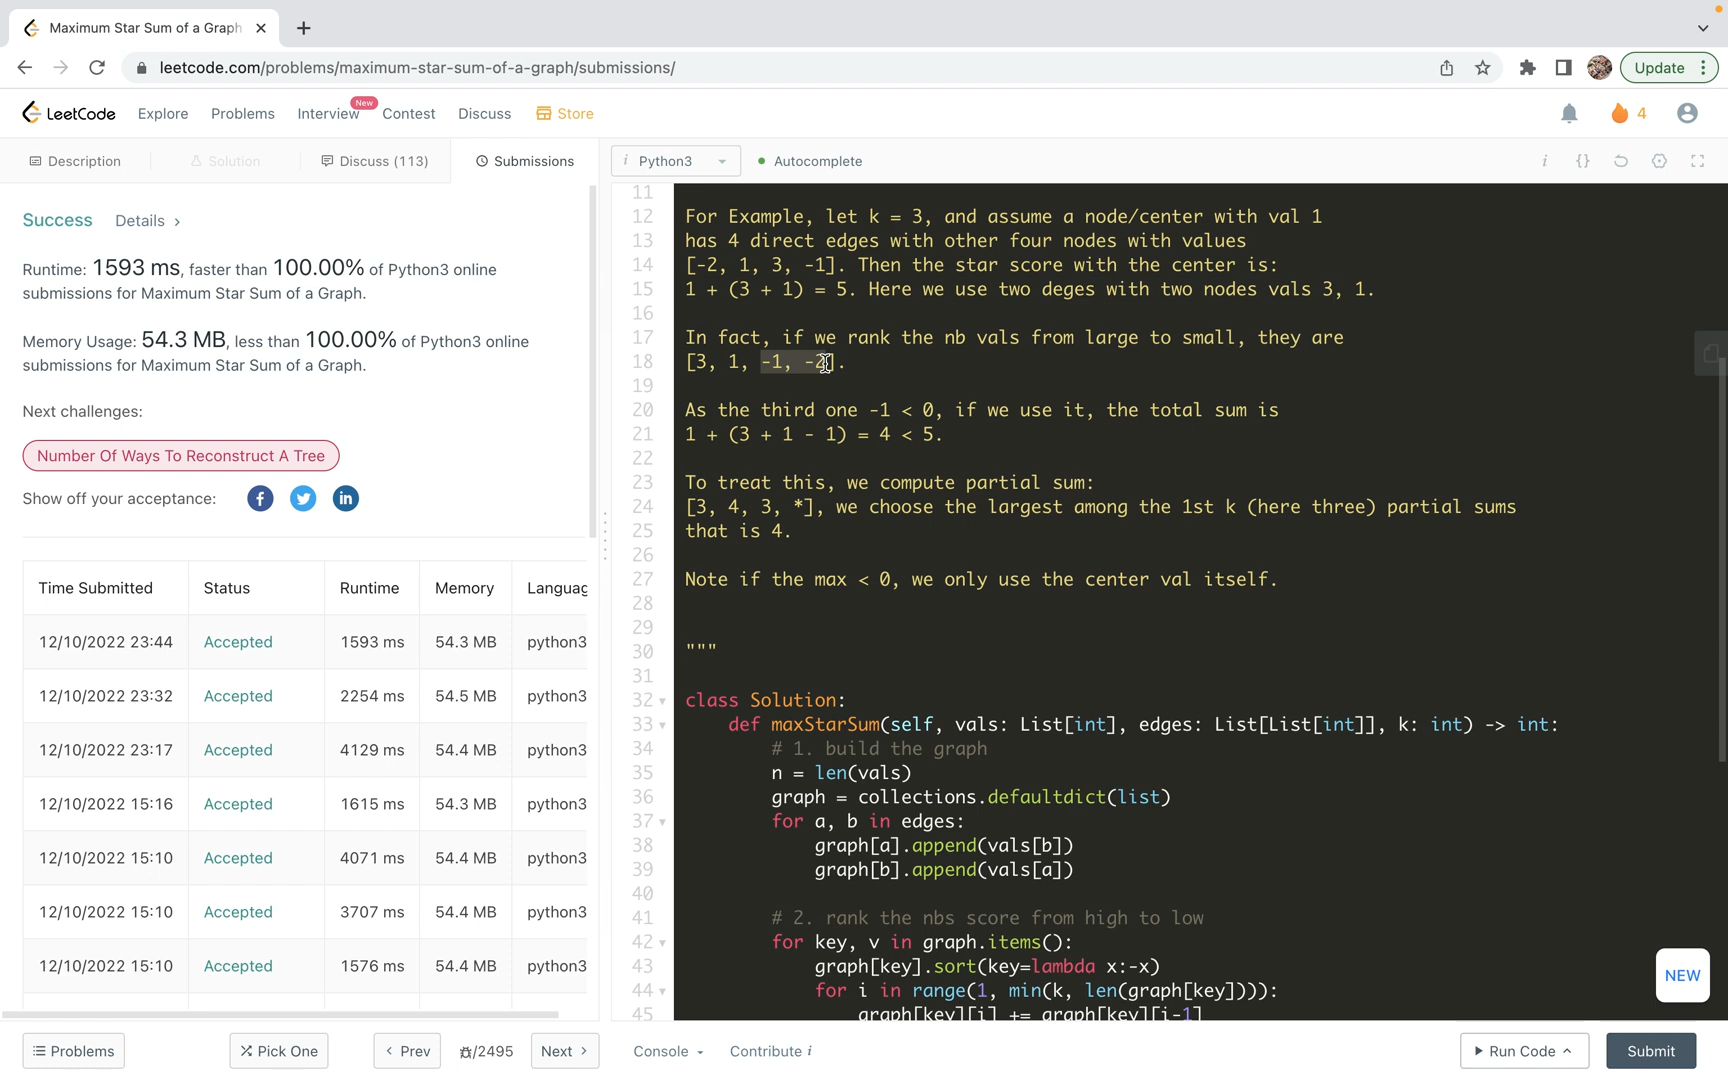 Maximum Star Sum of a Graph
leetcode.com/problems/maximum-star-sum-of-a-graph/submissions/
Update
LeetCode
Explore
Problems
Interview
New
Contest
Discuss
Store
4
Description
Solution
Discuss (113)
Submissions
i Python3
Autocomplete
Success
Details >
Runtime: 1593 ms, faster than 100.00% of Python3 online
submissions for Maximum Star Sum of a Graph.
Memory Usage: 54.3 MB, less than 100.00% of Python3 online
submissions for Maximum Star Sum of a Graph.
Next challenges:
Number Of Ways To Reconstruct A Tree
Show off your acceptance:
Time Submitted Status Runtime Memory Languag
12/10/2022 23:44 Accepted 1593 ms 54.3 MB python3
12/10/2022 23:32 Accepted 2254 ms 54.5 MB python3
12/10/2022 23:17 Accepted 4129 ms 54.4 MB python3
12/10/2022 15:16 Accepted 1615 ms 54.3 MB python3
12/10/2022 15:10 Accepted 4071 ms 54.4 MB python3
12/10/2022 15:10 Accepted 3707 ms 54.4 MB python3
12/10/2022 15:10 Accepted 1576 ms 54.4 MB python3
11
12 For Example, let k = 3, and assume a node/center with val 1
13 has 4 direct edges with other four nodes with values
14 [-2, 1, 3, -1]. Then the star score with the center is:
15 1 + (3 + 1) = 5. Here we use two deges with two nodes vals 3, 1.
16
17 In fact, if we rank the nb vals from large to small, they are
18 [3, 1, -1, -2].
19
20 As the third one -1 < 0, if we use it, the total sum is
21 1 + (3 + 1 - 1) = 4 < 5.
22
23 To treat this, we compute partial sum:
24 [3, 4, 3, *], we choose the largest among the 1st k (here three) partial sums
25 that is 4.
26
27 Note if the max < 0, we only use the center val itself.
28
29
30 """
31
32 class Solution:
33 def maxStarSum(self, vals: List[int], edges: List[List[int]], k: int) -> int:
34 # 1. build the graph
35 n = len(vals)
36 graph = collections.defaultdict(list)
37 for a, b in edges:
38 graph[a].append(vals[b])
39 graph[b].append(vals[a])
40
41 # 2. rank the nbs score from high to low
42 for key, v in graph.items():
43 graph[key].sort(key=lambda x:-x)
44 for i in range(1, min(k, len(graph[key]))):
45 graph[key][i] += graph[key][i-1]
NEW
Problems
Pick One
< Prev
/2495
Next >
Console
Contribute i
Run Code
Submit